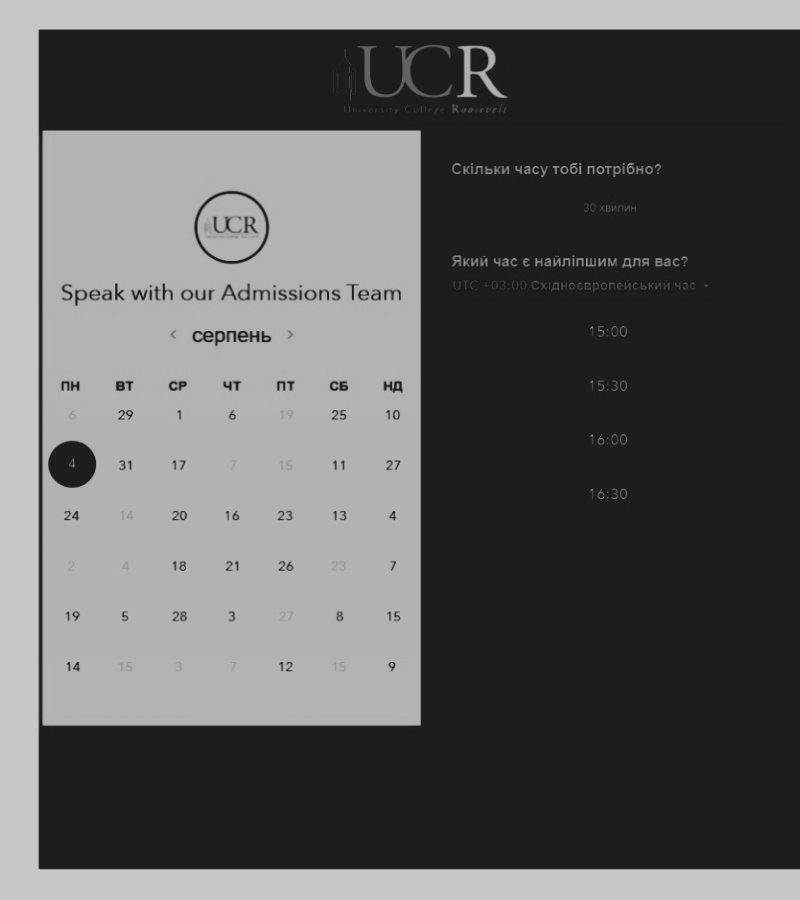 UCR
University College Roosevelt
UCR
Speak with our Admissions Team
< серпень >
ПН ВТ СР ЧТ ПТ СБ НД
6 29 1 6 19 25 10
4 31 17 7 15 11 27
24 14 20 16 23 13 4
2 4 18 21 26 23 7
19 5 28 3 27 8 15
14 15 3 7 12 15 9
Скільки часу тобі потрібно?
30 хвилин
Який час є найліпшим для вас?
UTC +03:00 Східноєвропейський час
15:00
15:30
16:00
16:30